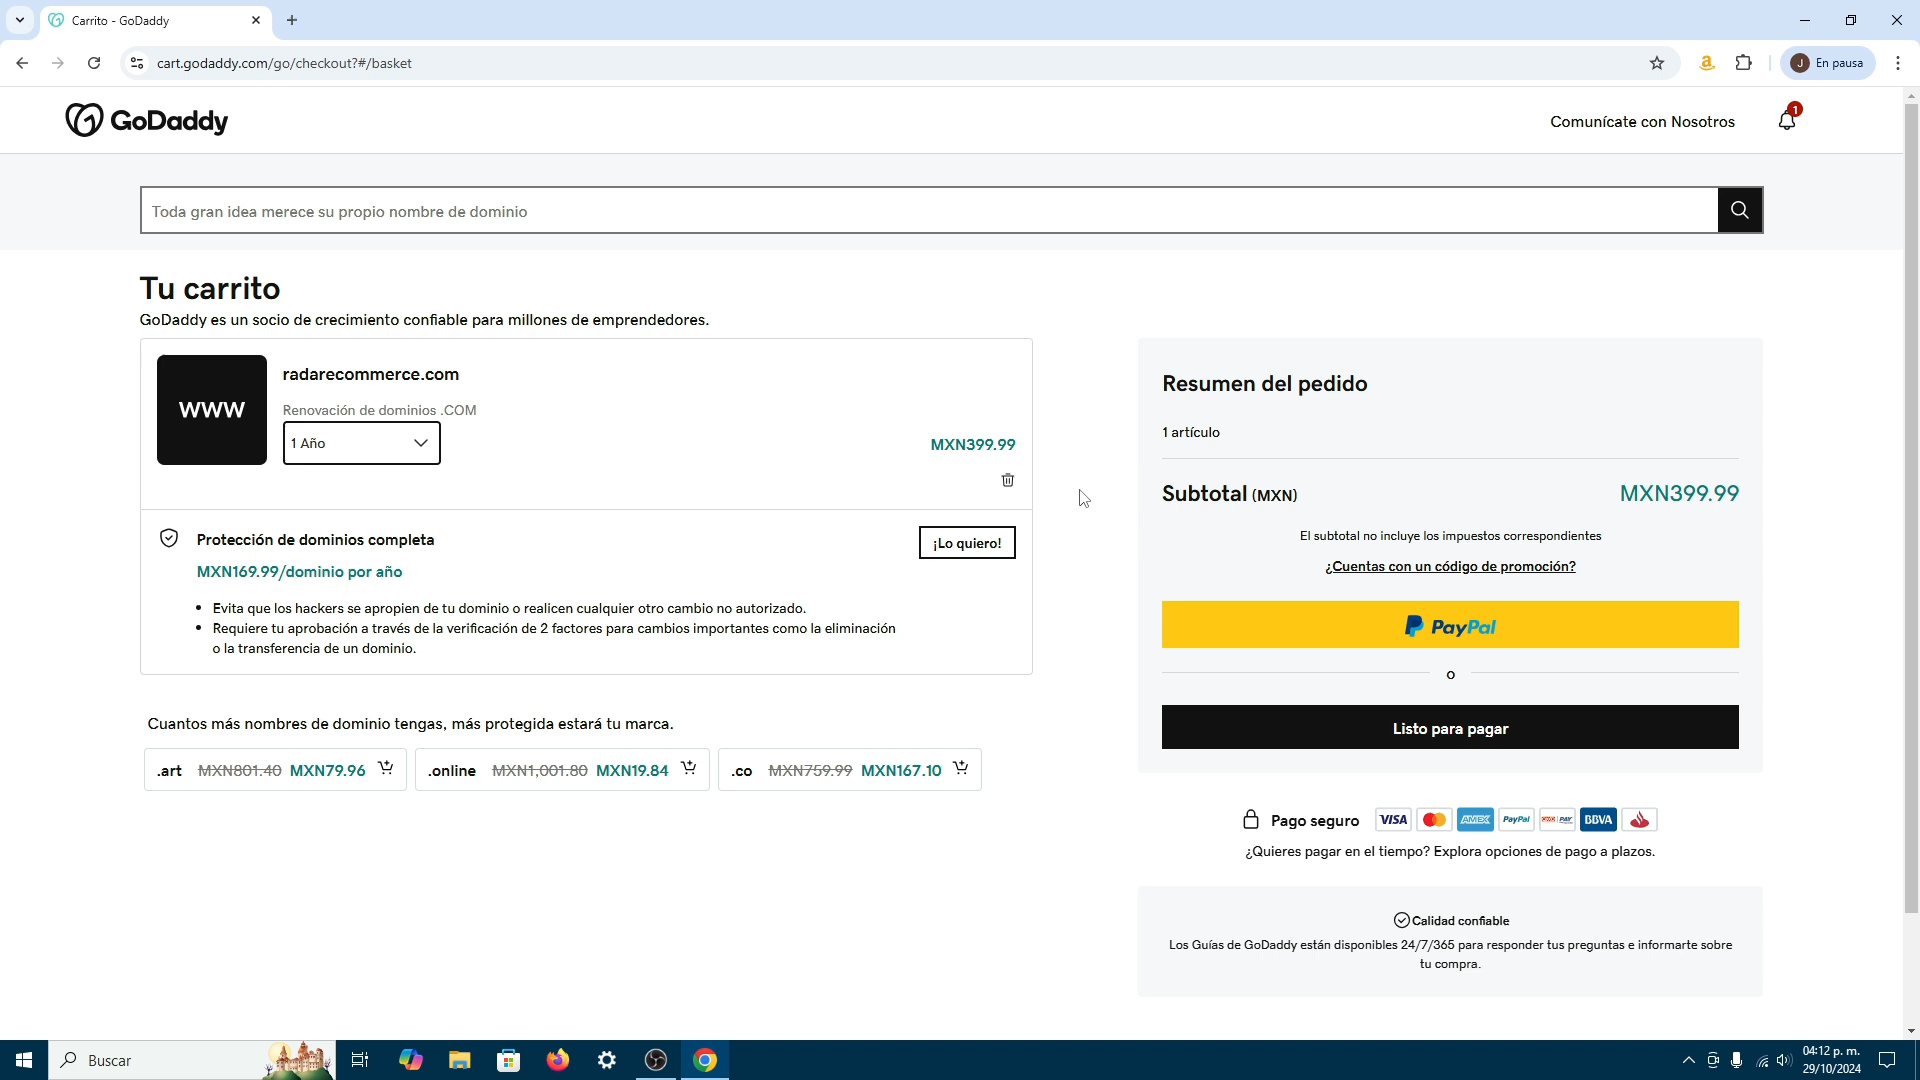 Carrito - GoDaddy
cart.godaddy.com/go/checkout?#/basket
a
J
En pausa
GoDaddy
Comunícate con Nosotros
1
Toda gran idea merece su propio nombre de dominio
Tu carrito
GoDaddy es un socio de crecimiento confiable para millones de emprendedores.
WWW
radarecommerce.com
Renovación de dominios .COM
1 Año
MXN399.99
Protección de dominios completa
¡Lo quiero!
MXN169.99/dominio por año
• Evita que los hackers se apropien de tu dominio o realicen cualquier otro cambio no autorizado.
• Requiere tu aprobación a través de la verificación de 2 factores para cambios importantes como la eliminación
o la transferencia de un dominio.
Cuantos más nombres de dominio tengas, más protegida estará tu marca.
.art MXN801.40 MXN79.96
.online MXN1,001.80 MXN19.84
.co MXN759.99 MXN167.10
Resumen del pedido
1 artículo
Subtotal (MXN)
MXN399.99
El subtotal no incluye los impuestos correspondientes
¿Cuentas con un código de promoción?
PayPal
o
Listo para pagar
Pago seguro
VISA
AMEX
PayPal
BBVA
¿Quieres pagar en el tiempo? Explora opciones de pago a plazos.
Calidad confiable
Los Guías de GoDaddy están disponibles 24/7/365 para responder tus preguntas e informarte sobre
tu compra.
Buscar
04:12 p. m.
29/10/2024